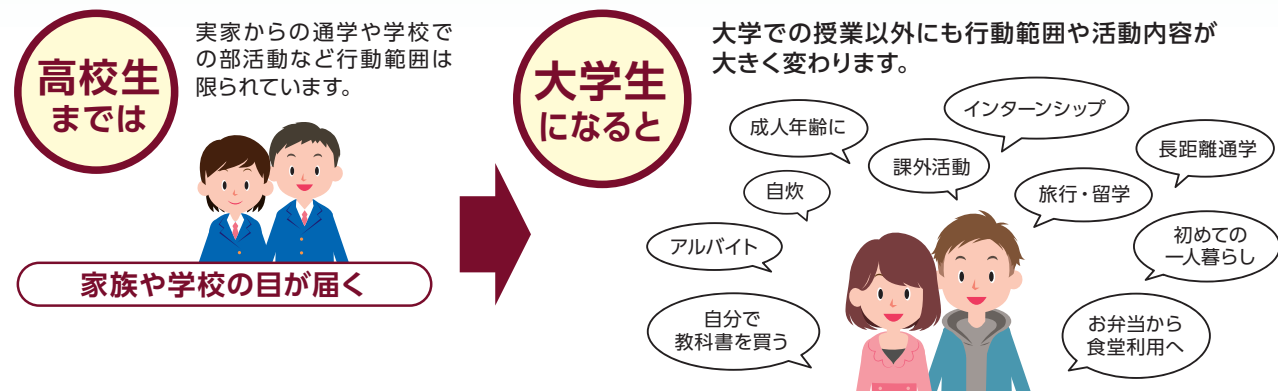 高校生
までは
実家からの通学や学校で
の部活動など行動範囲は
限られています。
家族や学校の目が届く
大学生
になると
大学での授業以外にも行動範囲や活動内容が
大きく変わります。
インターンシップ
成人年齢に
課外活動
長距離通学
自炊
旅行・留学
アルバイト
初めての
一人暮らし
自分で
教科書を買う
お弁当から
食堂利用へ